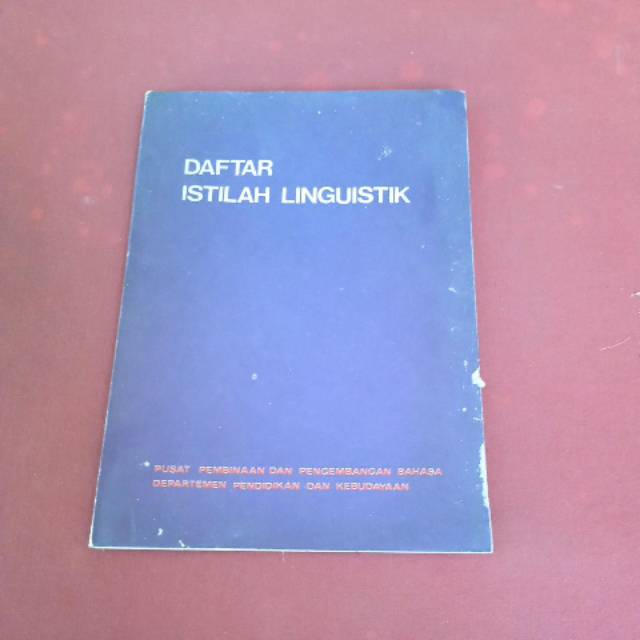 DAFTAR
ISTILAH LINGUISTIK
PUSAT PEMBINAAN DAN PENGEMBANGAN BAHASA
DEPARTEMEN PENDIDIKAN DAN KEBUDAYAAN